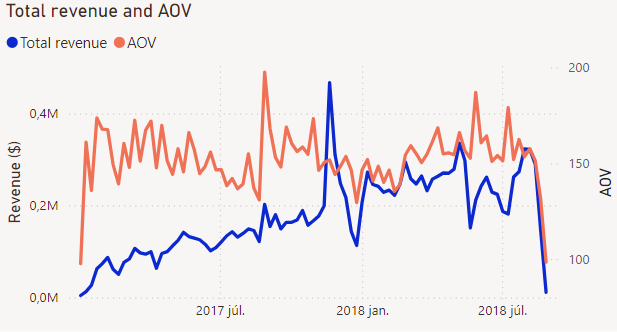 Total revenue and AOV
Total revenue AOV
200
0,4M
150
0,2M
100
0,0M
Revenue ($)
AOV
2017 júl.
2018 jan.
2018 júl.